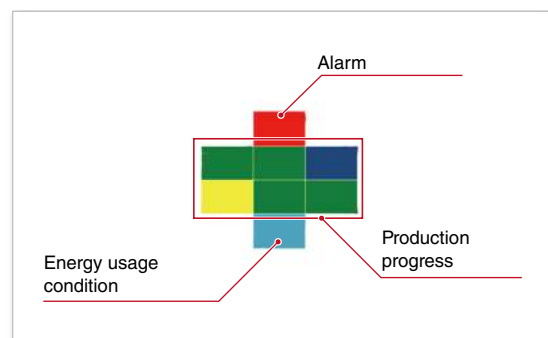 Alarm
Production
progress
Energy usage
condition